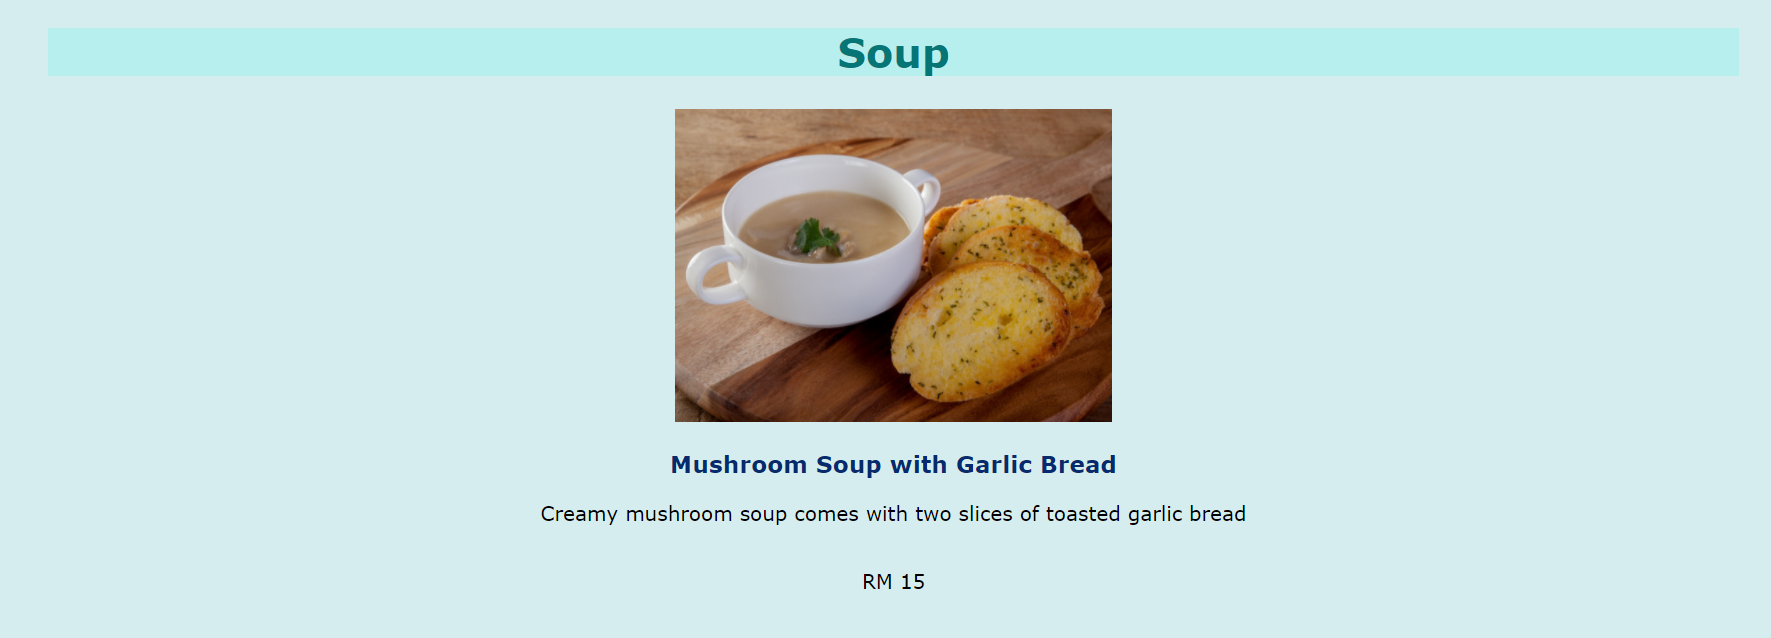 Soup
Mushroom Soup with Garlic Bread
Creamy mushroom soup comes with two slices of toasted garlic bread
RM 15